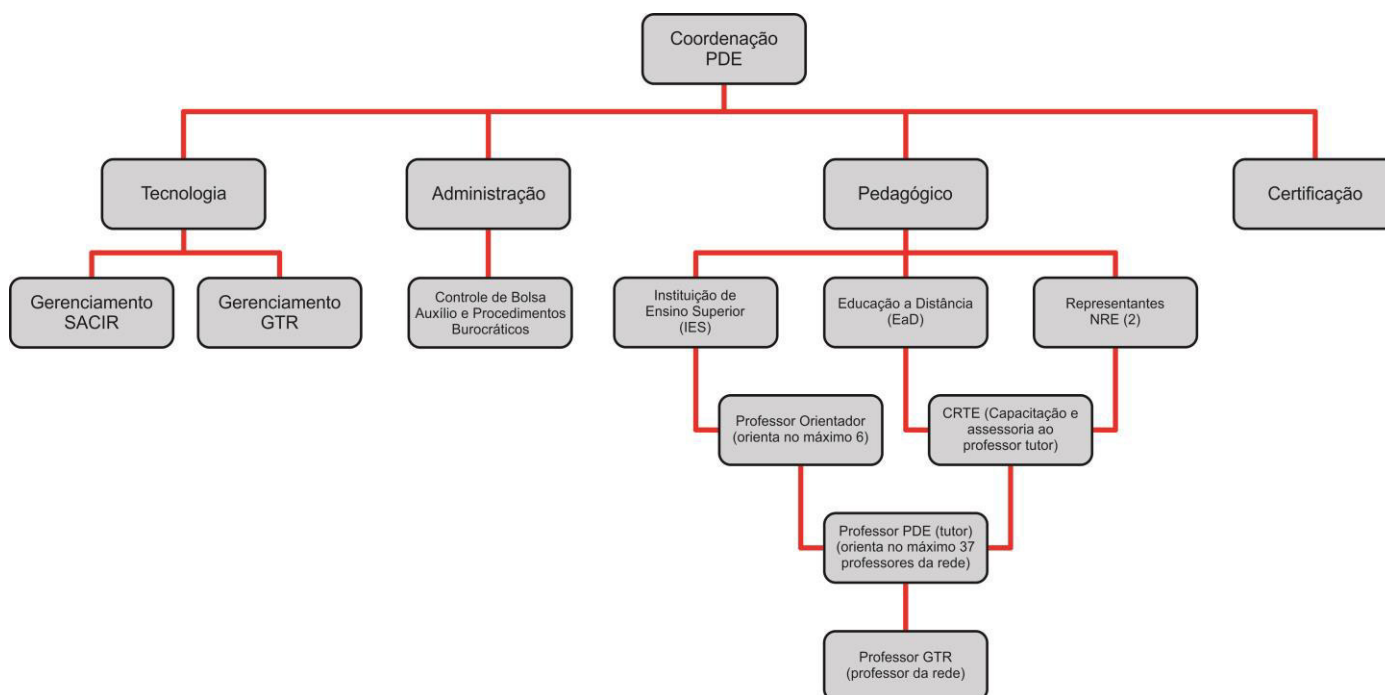 Coordenação
PDE
Tecnologia
Administração
Pedagógico
Certificação
Gerenciamento
SACIR
Gerenciamento
GTR
Controle de Bolsa
Auxílio e Procedimentos
Burocráticos
Instituição de
Ensino Superior
(IES)
Educação a Distância
(EaD)
Representantes
NRE (2)
Professor Orientador
(orienta no máximo 6)
CRTE (Capacitação e
assessoria ao
professor tutor)
Professor PDE (tutor)
(orienta no máximo 37
professores da rede)
Professor GTR
(professor da rede)